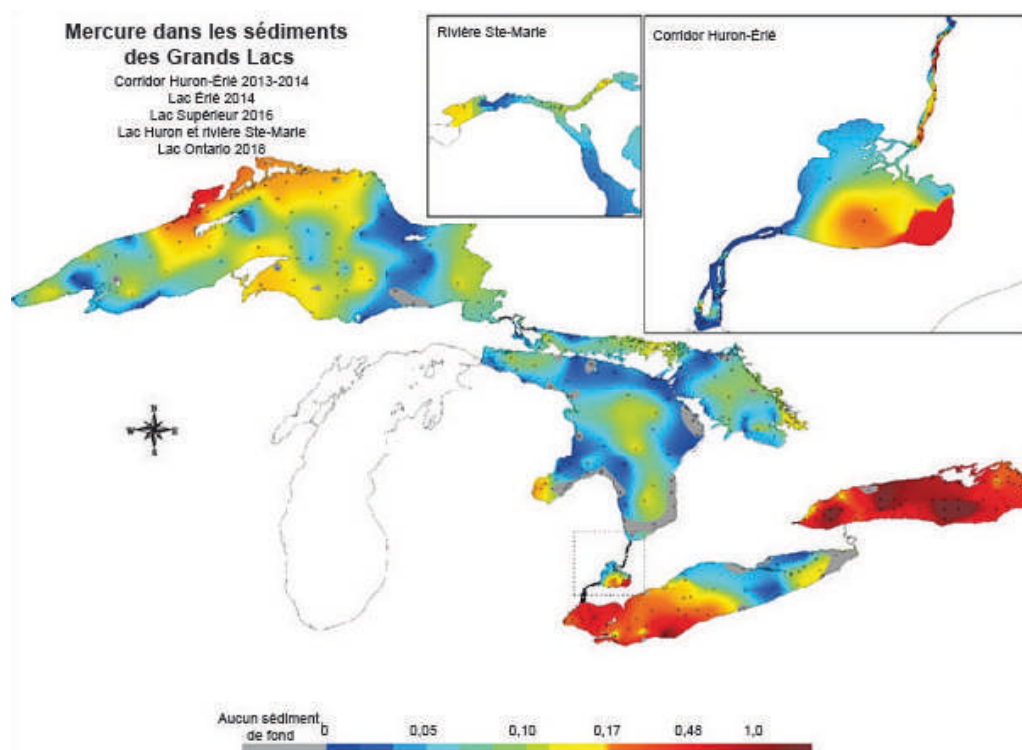 Mercure dans les sédiments
des Grands Lacs
Corridor Huron-Érié 2013-2014
Lac Érié 2014
Lac Supérieur 2016
Lac Huron et rivière Ste-Marie
Lac Ontario 2018
Rivière Ste-Marie
Corridor Huron-Érié
N
W E
S
Aucun sédiment
de fond
0 0,05 0,10 0,17 0,48 1,0